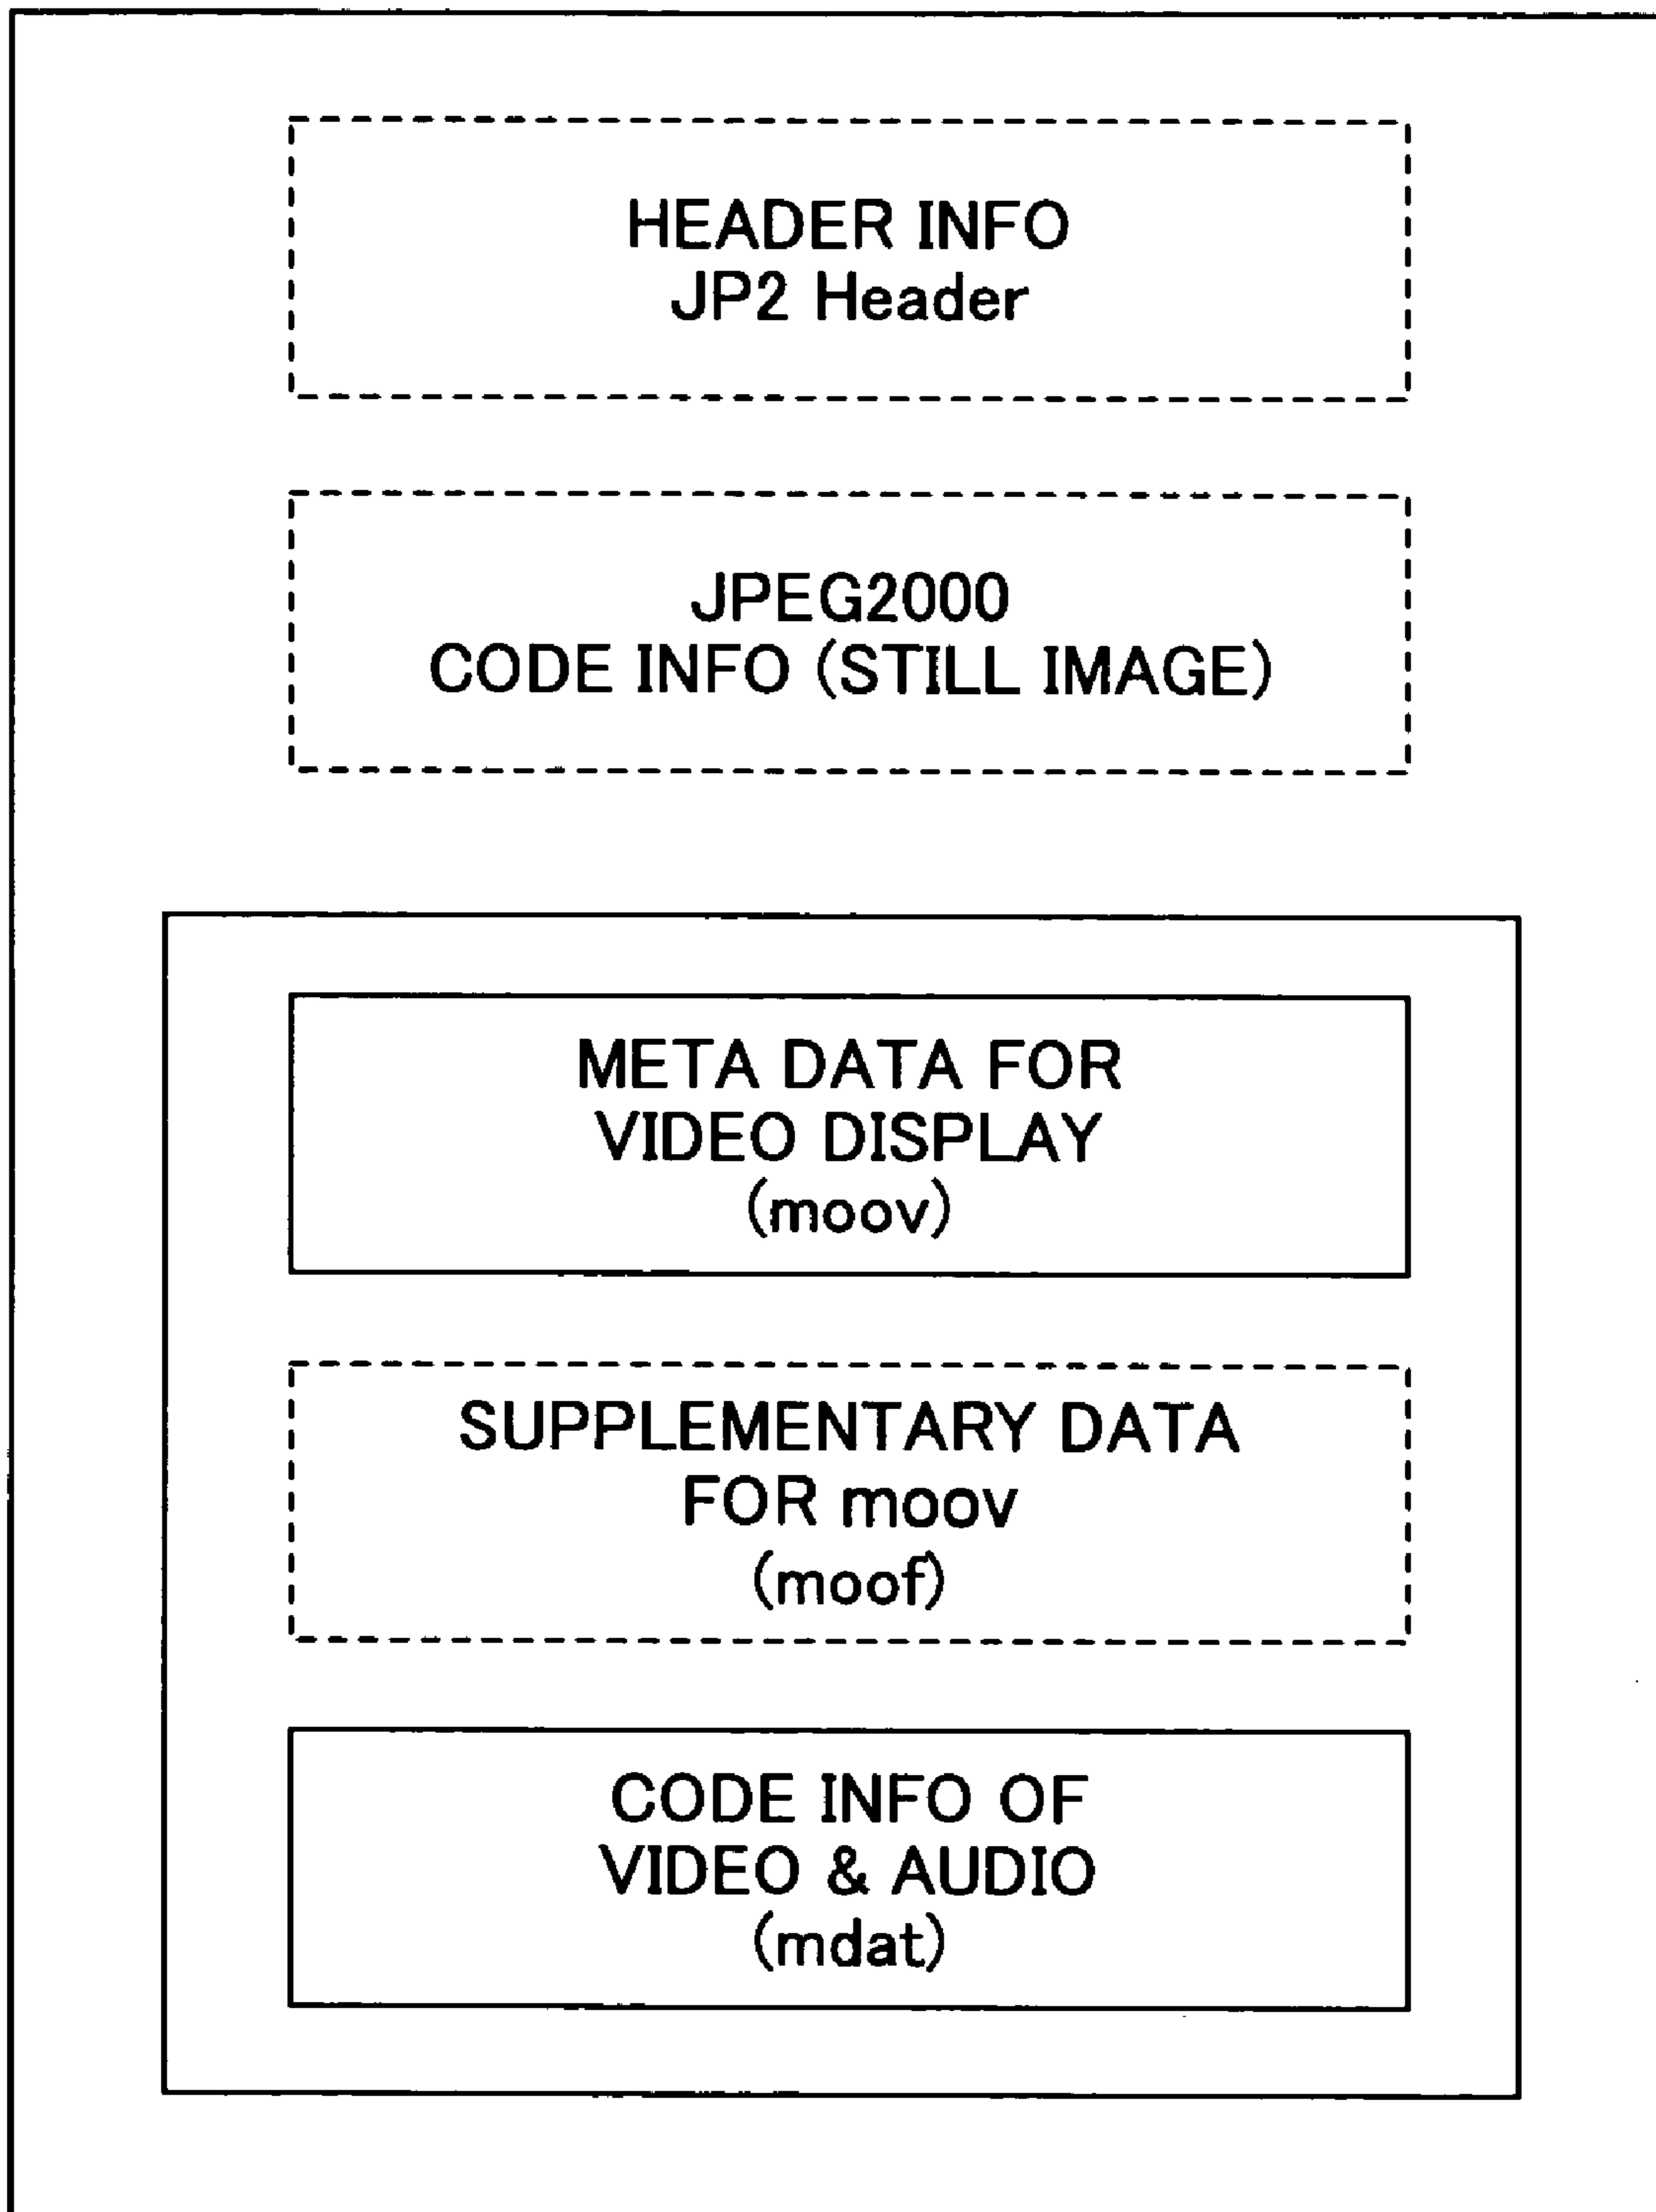 HEADER INFO
JP2 Header
JPEG2000
CODE INFO (STILL IMAGE)
META DATA FOR
VIDEO DISPLAY
(moov)
SUPPLEMENTARY DATA
FOR moov
(moof)
CODE INFO OF
VIDEO & AUDIO
(mdat)